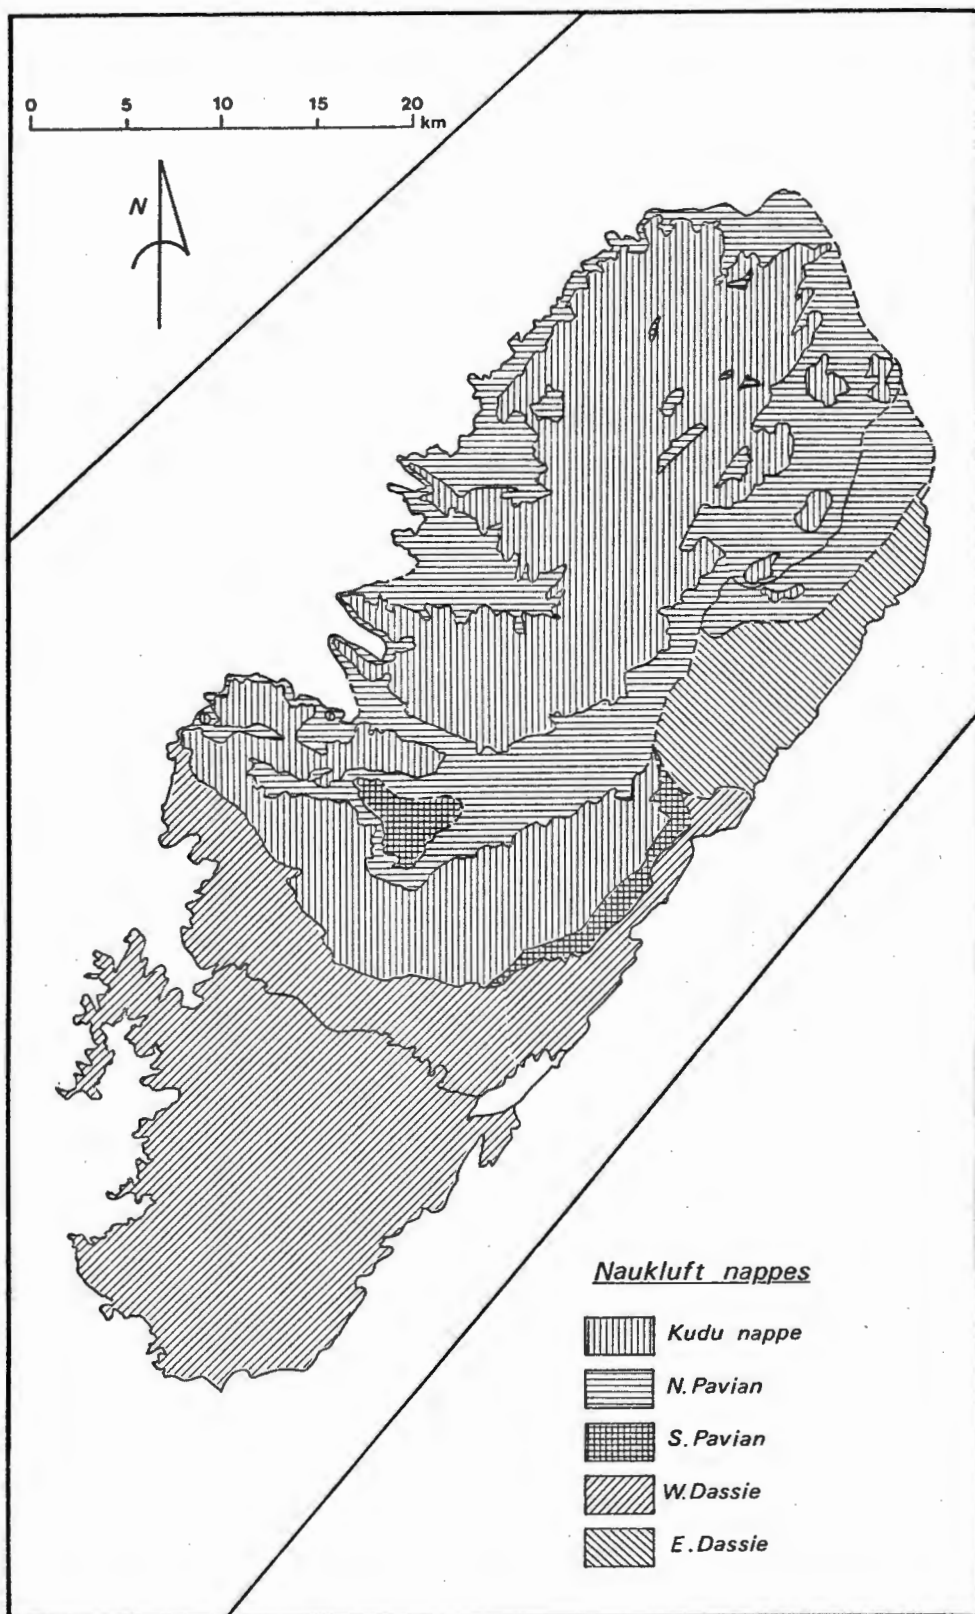 0 5 10 15 20
km
N
Naukluft nappes
Kudu nappe
N. Pavian
S. Pavian
W. Dassie
E. Dassie